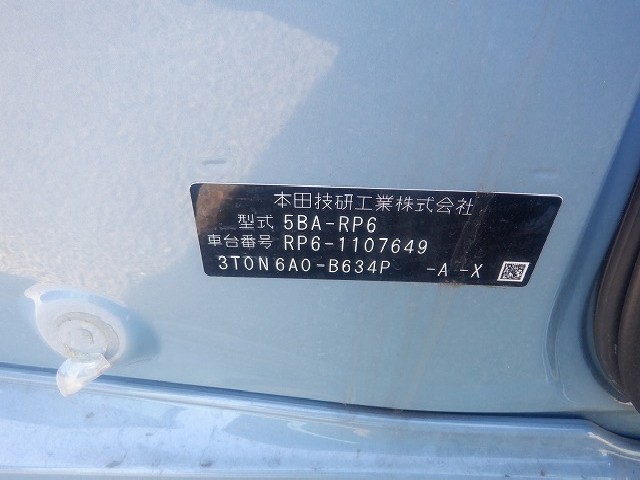 本田技研工業株式会社
型式 5BA-RP6
車台番号 RP6-1107649
3T0N6A0-B634P -A-X